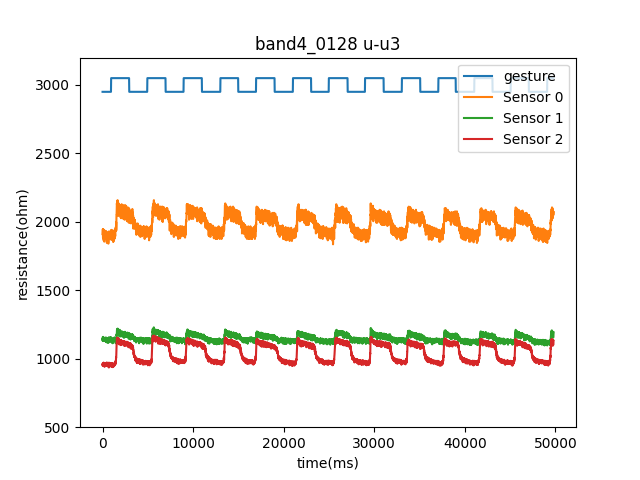 band4_0128 u-u3
gesture
Sensor 0
Sensor 1
Sensor 2
3000
2500
2000
1500
1000
500
resistance(ohm)
0
10000
20000
30000
40000
50000
time(ms)